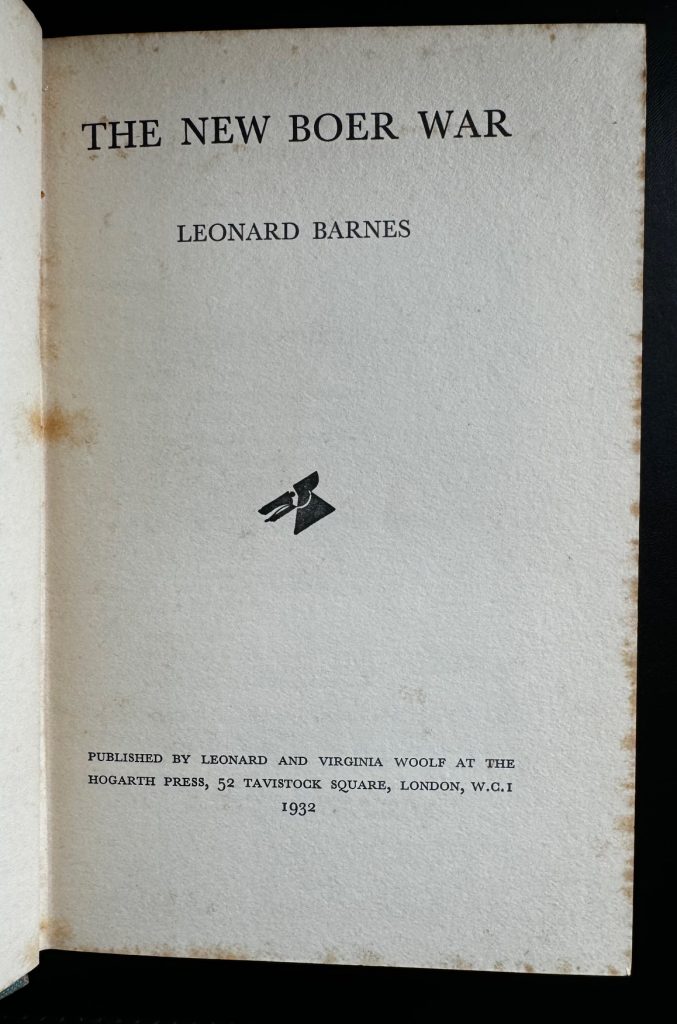 THE NEW BOER WAR
LEONARD BARNES
PUBLISHED BY LEONARD AND VIRGINIA WOOLF AT THE
HOGARTH PRESS, 52 TAVISTOCK SQUARE, LONDON, W.C.1
1932